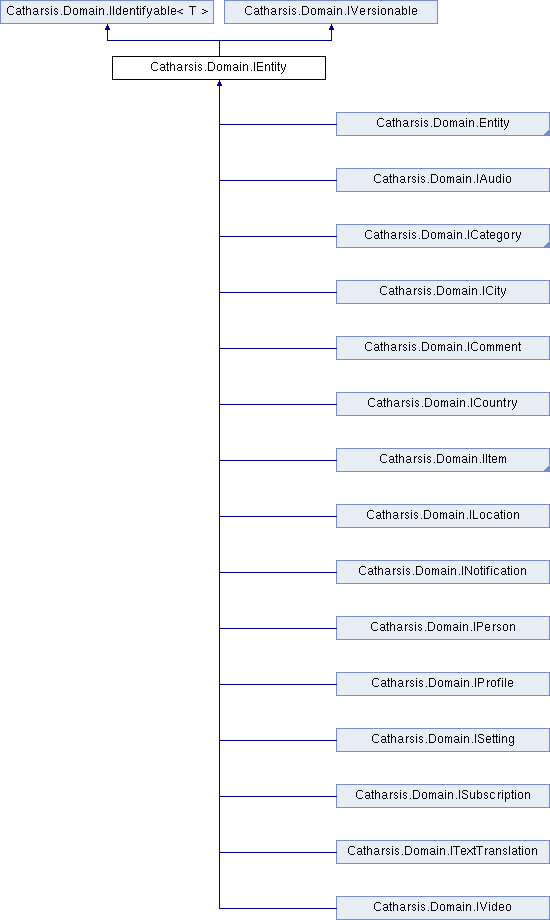 Catharsis.Domain.IIdentifyable< T >
Catharsis.Domain.IVersionable
Catharsis.Domain.IEntity
Catharsis.Domain.Entity
Catharsis.Domain.IAudio
Catharsis.Domain.ICategory
Catharsis.Domain.ICity
Catharsis.Domain.IComment
Catharsis.Domain.ICountry
Catharsis.Domain.IItem
Catharsis.Domain.ILocation
Catharsis.Domain.INotification
Catharsis.Domain.IPerson
Catharsis.Domain.IProfile
Catharsis.Domain.ISetting
Catharsis.Domain.ISubscription
Catharsis.Domain.ITextTranslation
Catharsis.Domain.IVideo